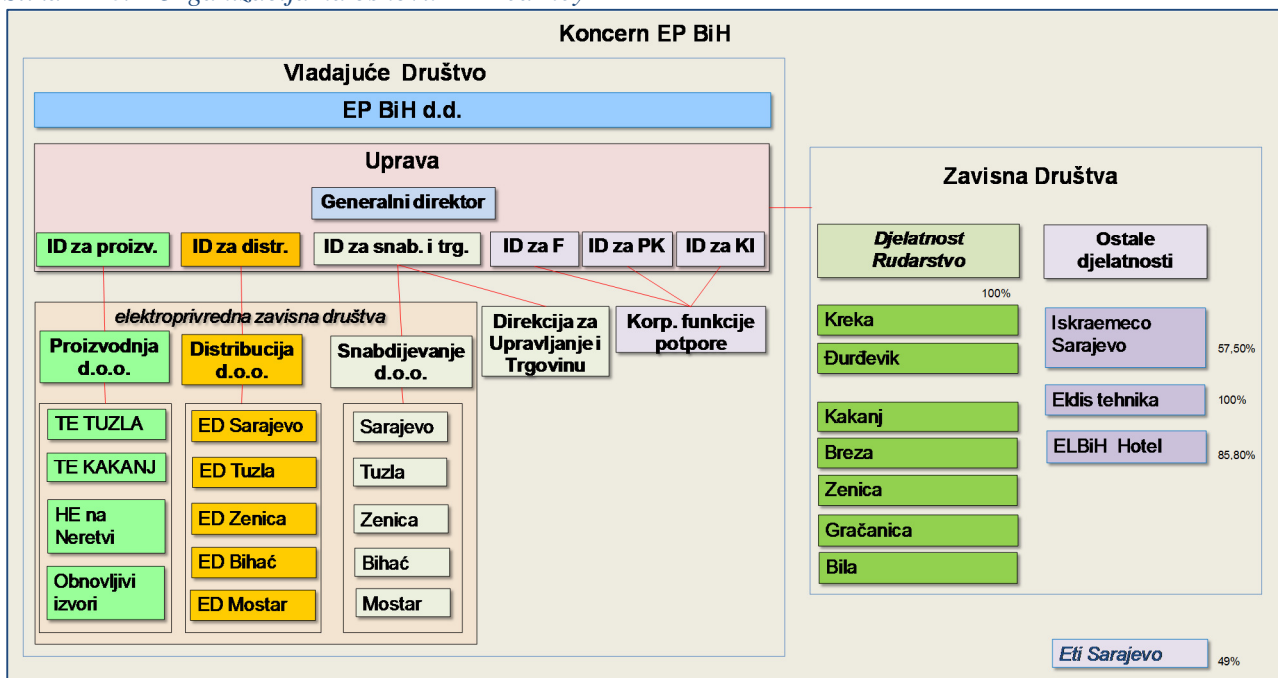 Koncern EP BiH
Vladajuće Društvo
EP BiH d.d.
Uprava
Generalni direktor
ID za proizv.
ID za distr.
ID za snab. i trg.
ID za F
ID za PK
ID za KI
elektroprivredna zavisna društva
Proizvodnja
d.o.o.
Distribucija
d.o.o.
Snabdijevanje
d.o.o.
Direkcija za
Upravljanje i
Trgovinu
Korp. funkcije
potpore
TE TUZLA
TE KAKANJ
HE na
Neretvi
Obnovljivi
izvori
ED Sarajevo
ED Tuzla
ED Zenica
ED Bihać
ED Mostar
Sarajevo
Tuzla
Zenica
Bihać
Mostar
Zavisna Društva
Djelatnost
Rudarstvo
100%
Kreka
Đurđevik
Kakanj
Breza
Zenica
Gračanica
Bila
Ostale
djelatnosti
Iskraemeco
Sarajevo
57,50%
Eldis tehnika
100%
ELBiH Hotel
85,80%
Eti Sarajevo
49%